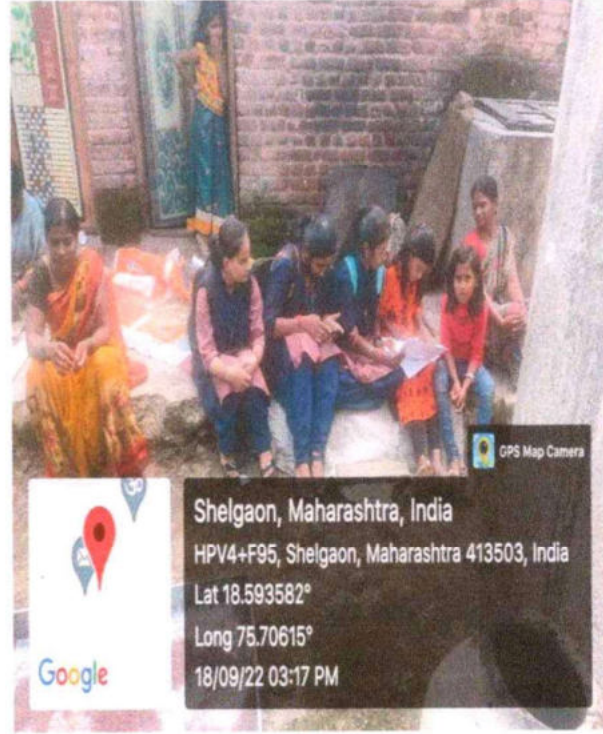 GPS Map Camera
Shelgaon, Maharashtra, India
HPV4+F95, Shelgaon, Maharashtra 413503, India
Lat 18.593582°
Long 75.70615°
18/09/22 03:17 PM
Google